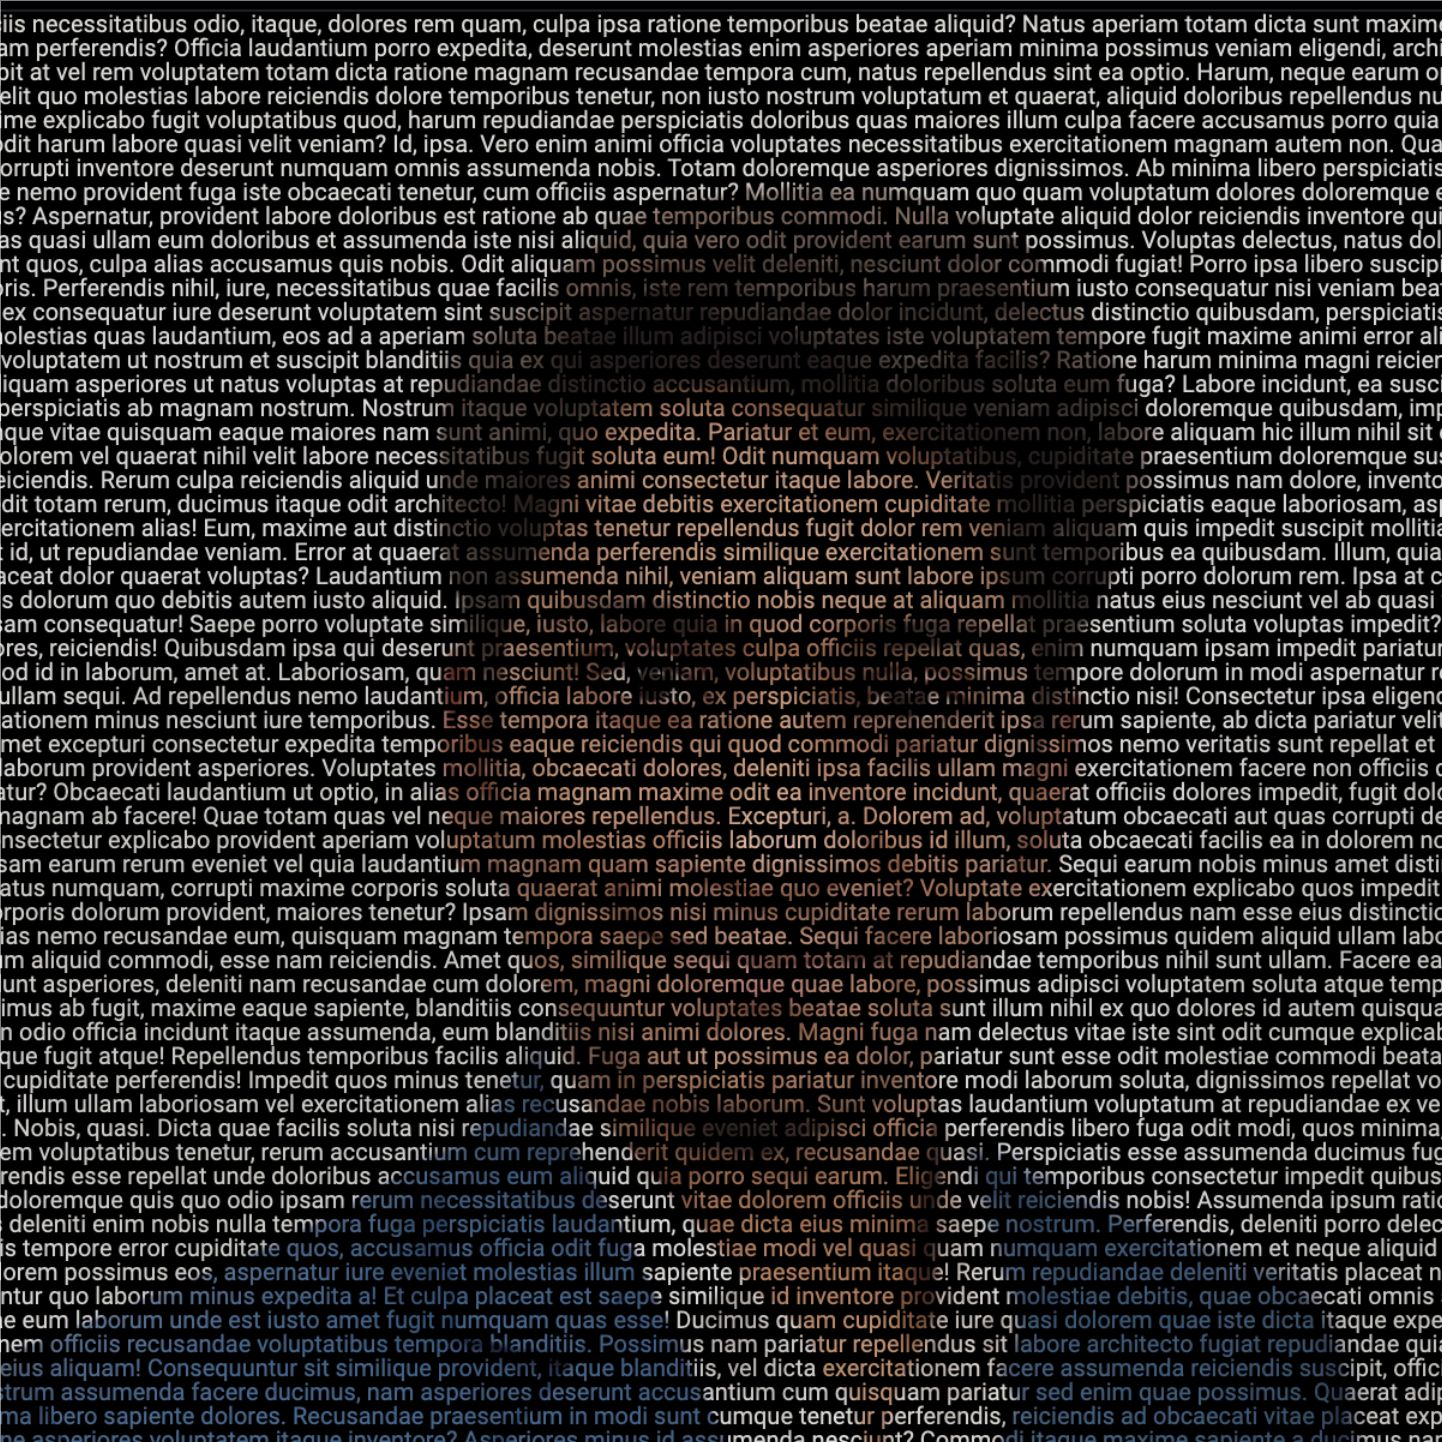 iis necessitatibus odio, itaque, dolores rem quam, culpa ipsa ratione temporibus beatae aliquid? Natus aperiam totam dicta sunt maxime
am perferendis? Officia laudantium porro expedita, deserunt molestias enim asperiores aperiam minima possimus veniam eligendi, archi
pit at vel rem voluptatem totam dicta ratione magnam recusandae tempora cum, natus repellendus sint ea optio. Harum, neque earum op
elit quo molestias labore reiciendis dolore temporibus tenetur, non iusto nostrum voluptatum et quaerat, aliquid doloribus repellendus nu
ime explicabo fugit voluptatibus quod, harum repudiandae perspiciatis doloribus quas maiores illum culpa facere accusamus porro quia
odit harum labore quasi velit veniam? Id, ipsa. Vero enim animi officia voluptates necessitatibus exercitationem magnam autem non. Qua
orrupti inventore deserunt numquam omnis assumenda nobis. Totam doloremque asperiores dignissimos. Ab minima libero perspiciatis
e nemo provident fuga iste obcaecati tenetur, cum officiis aspernatur? Mollitia ea numquam quo quam voluptatum dolores doloremque e
is? Aspernatur, provident labore doloribus est ratione ab quae temporibus commodi. Nulla voluptate aliquid dolor reiciendis inventore qui
as quasi ullam eum doloribus et assumenda iste nisi aliquid, quia vero odit provident earum sunt possimus. Voluptas delectus, natus dol
nt quos, culpa alias accusamus quis nobis. Odit aliquam possimus velit deleniti, nesciunt dolor commodi fugiat! Porro ipsa libero suscipi
oris. Perferendis nihil, iure, necessitatibus quae facilis omnis, iste rem temporibus harum praesentium iusto consequatur nisi veniam beat
ex consequatur iure deserunt voluptatem sint suscipit aspernatur repudiandae dolor incidunt, delectus distinctio quibusdam, perspiciatis
olestias quas laudantium, eos ad a aperiam soluta beatae illum adipisci voluptates iste voluptatem tempore fugit maxime animi error ali
voluptatem ut nostrum et suscipit blanditiis quia ex qui asperiores deserunt eaque expedita facilis? Ratione harum minima magni reicien
liquam asperiores ut natus voluptas at repudiandae distinctio accusantium, mollitia doloribus soluta eum fuga? Labore incidunt, ea susci
perspiciatis ab magnam nostrum. Nostrum itaque voluptatem soluta consequatur similique veniam adipisci doloremque quibusdam, imp
que vitae quisquam eaque maiores nam sunt animi, quo expedita. Pariatur et eum, exercitationem non, labore aliquam hic illum nihil sit
olorem vel quaerat nihil velit labore necessitatibus fugit soluta eum! Odit numquam voluptatibus, cupiditate praesentium doloremque sus
eiciendis. Rerum culpa reiciendis aliquid unde maiores animi consectetur itaque labore. Veritatis provident possimus nam dolore, invento
dit totam rerum, ducimus itaque odit architecto! Magni vitae debitis exercitationem cupiditate mollitia perspiciatis eaque laboriosam, asp
ercitationem alias! Eum, maxime aut distinctio voluptas tenetur repellendus fugit dolor rem veniam aliquam quis impedit suscipit mollitia
t id, ut repudiandae veniam. Error at quaerat assumenda perferendis similique exercitationem sunt temporibus ea quibusdam. Illum, quia
aceat dolor quaerat voluptas? Laudantium non assumenda nihil, veniam aliquam sunt labore ipsum corrupti porro dolorum rem. Ipsa at c
s dolorum quo debitis autem iusto aliquid. Ipsam quibusdam distinctio nobis neque at aliquam mollitia natus eius nesciunt vel ab quasi
sam consequatur! Saepe porro voluptate similique, iusto, labore quia in quod corporis fuga repellat praesentium soluta voluptas impedit?
ores, reiciendis! Quibusdam ipsa qui deserunt praesentium, voluptates culpa officiis repellat quas, enim numquam ipsam impedit pariatur
od id in laborum, amet at. Laboriosam, quam nesciunt! Sed, veniam, voluptatibus nulla, possimus tempore dolorum in modi aspernatur r
ullam sequi. Ad repellendus nemo laudantium, officia labore iusto, ex perspiciatis, beatae minima distinctio nisi! Consectetur ipsa eligend
ationem minus nesciunt iure temporibus. Esse tempora itaque ea ratione autem reprehenderit ipsa rerum sapiente, ab dicta pariatur velit
met excepturi consectetur expedita temporibus eaque reiciendis qui quod commodi pariatur dignissimos nemo veritatis sunt repellat et
laborum provident asperiores. Voluptates mollitia, obcaecati dolores, deleniti ipsa facilis ullam magni exercitationem facere non officiis c
atur? Obcaecati laudantium ut optio, in alias officia magnam maxime odit ea inventore incidunt, quaerat officiis dolores impedit, fugit dolo
magnam ab facere! Quae totam quas vel neque maiores repellendus. Excepturi, a. Dolorem ad, voluptatum obcaecati aut quas corrupti de
nsectetur explicabo provident aperiam voluptatum molestias officiis laborum doloribus id illum, soluta obcaecati facilis ea in dolorem no
sam earum rerum eveniet vel quia laudantium magnam quam sapiente dignissimos debitis pariatur. Sequi earum nobis minus amet disti
atus numquam, corrupti maxime corporis soluta quaerat animi molestiae quo eveniet? Voluptate exercitationem explicabo quos impedit
rporis dolorum provident, maiores tenetur? Ipsam dignissimos nisi minus cupiditate rerum laborum repellendus nam esse eius distinctio
ias nemo recusandae eum, quisquam magnam tempora saepe sed beatae. Sequi facere laboriosam possimus quidem aliquid ullam labo
m aliquid commodi, esse nam reiciendis. Amet quos, similique sequi quam totam at repudiandae temporibus nihil sunt ullam. Facere ea
unt asperiores, deleniti nam recusandae cum dolorem, magni doloremque quae labore, possimus adipisci voluptatem soluta atque temp
imus ab fugit, maxime eaque sapiente, blanditiis consequuntur voluptates beatae soluta sunt illum nihil ex quo dolores id autem quisqua
n odio officia incidunt itaque assumenda, eum blanditiis nisi animi dolores. Magni fuga nam delectus vitae iste sint odit cumque explicab
que fugit atque! Repellendus temporibus facilis aliquid. Fuga aut ut possimus ea dolor, pariatur sunt esse odit molestiae commodi beata
cupiditate perferendis! Impedit quos minus tenetur, quam in perspiciatis pariatur inventore modi laborum soluta, dignissimos repellat vo
t, illum ullam laboriosam vel exercitationem alias recusandae nobis laborum. Sunt voluptas laudantium voluptatum at repudiandae ex ve
. Nobis, quasi. Dicta quae facilis soluta nisi repudiandae similique eveniet adipisci officia perferendis libero fuga odit modi, quos minima,
em voluptatibus tenetur, rerum accusantium cum reprehenderit quidem ex, recusandae quasi. Perspiciatis esse assumenda ducimus fug
rendis esse repellat unde doloribus accusamus eum aliquid quia porro sequi earum. Eligendi qui temporibus consectetur impedit quibus
doloremque quis quo odio ipsam rerum necessitatibus deserunt vitae dolorem officiis unde velit reiciendis nobis! Assumenda ipsum ratio
deleniti enim nobis nulla tempora fuga perspiciatis laudantium, quae dicta eius minima saepe nostrum. Perferendis, deleniti porro delec
is tempore error cupiditate quos, accusamus officia odit fuga molestiae modi vel quasi quam numquam exercitationem et neque aliquid
orem possimus eos, aspernatur iure eveniet molestias illum sapiente praesentium itaque! Rerum repudiandae deleniti veritatis placeat n
ntur quo laborum minus expedita a! Et culpa placeat est saepe similique id inventore provident molestiae debitis, quae obcaecati omnis
e eum laborum unde est iusto amet fugit numquam quas esse! Ducimus quam cupiditate iure quasi dolorem quae iste dicta itaque expe
nem officiis recusandae voluptatibus tempora blanditiis. Possimus nam pariatur repellendus sit labore architecto fugiat repudiandae quia
eius aliquam! Consequuntur sit similique provident, itaque blanditiis, vel dicta exercitationem facere assumenda reiciendis suscipit, offic
strum assumenda facere ducimus, nam asperiores deserunt accusantium cum quisquam pariatur sed enim quae possimus. Quaerat adip
ma libero sapiente dolores. Recusandae praesentium in modi sunt cumque tenetur perferendis, reiciendis ad obcaecati vitae placeat exp
ne asperiores voluptatem itaque inventore? Asperiores minus id assumenda nesciunt? Commodi itaque maxime sapiente a ducimus nam